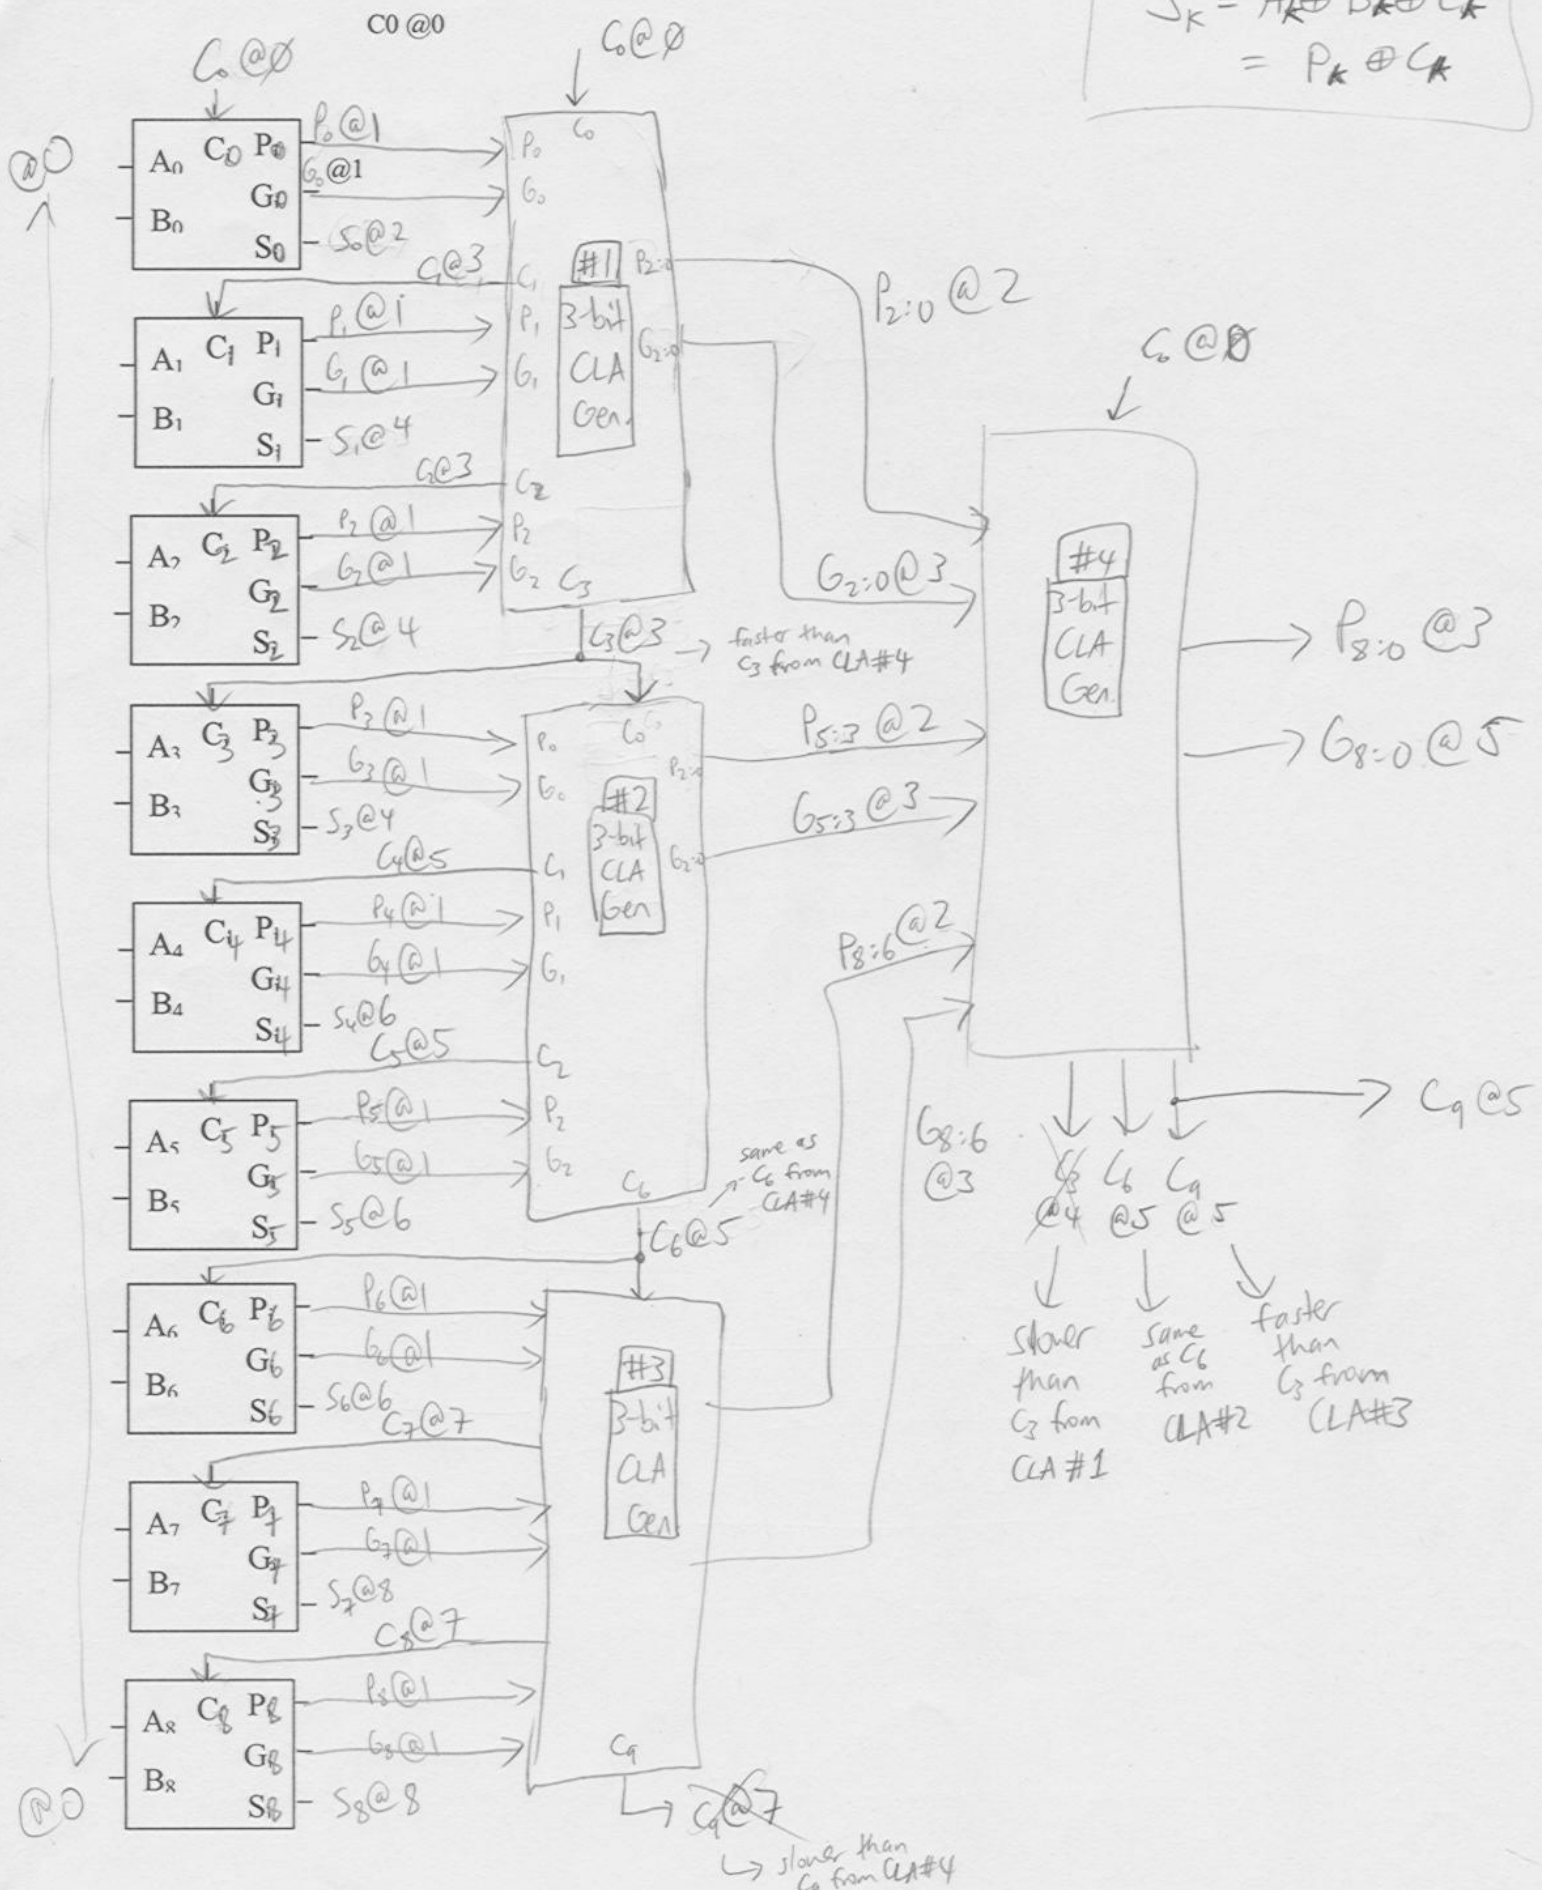 C0 @0
C₀@∅
C₀@∅
S_K = A_K⊕ B_K⊕ C_K
= P_K ⊕ C_K
@0
A₀ C0 P0
B₀ G0
S0
P₀@1
G₀@1
S₀@2
C₁@3
A₁ C1 P1
B₁ G1
S1
P₁@1
G₁@1
S₁@4
C₂@3
A₂ C2 P2
B₂ G2
S2
P₂@1
G₂@1
S₂@4
C₀
P₀
G₀
C₁
P₁
G₁
C₂
P₂
G₂ C₃
#1
3-bit
CLA
Gen.
P2:0
G2:0
P2:0 @2
G2:0@3
C₃@3
faster than
C₃ from CLA#4
A₃ C3 P3
B₃ G3
S3
P₃@1
G₃@1
S₃@4
C₄@5
A₄ C4 P4
B₄ G4
S4
P₄@1
G₄@1
S₄@6
C₅@5
A₅ C5 P5
B₅ G5
S5
P₅@1
G5@1
S₅@6
P₀ C₀
G₀
C₁
P₁
G₁
C₂
P₂
G₂
C₆
#2
3-bit
CLA
Gen
P2:0
G2:0
P5:3 @2
G5:3 @3
same as
C₆ from
CLA#4
C₆@5
A₆ C6 P6
B₆ G6
S6
P₆@1
G₆@1
S₆@6
C₇@7
A₇ C7 P7
B₇ G7
S7
P₇@1
G₇@1
S₇@8
C₈@7
A₈ C8 P8
B₈ G8
S8
P₈@1
G₈@1
S₈@8
@0
#3
3-bit
CLA
Gen
C₉
C₉@7
slower than
C₉ from CLA#4
P8:6 @2
G8:6
@3
C₀ @0
#4
3-bit
CLA
Gen.
P8:0 @3
G8:0 @5
C₉ @5
C₃ C₆ C₉
@4 @5 @5
slower
than
C₃ from
CLA #1
same
as C₆
from
CLA#2
faster
than
C₃ from
CLA#3